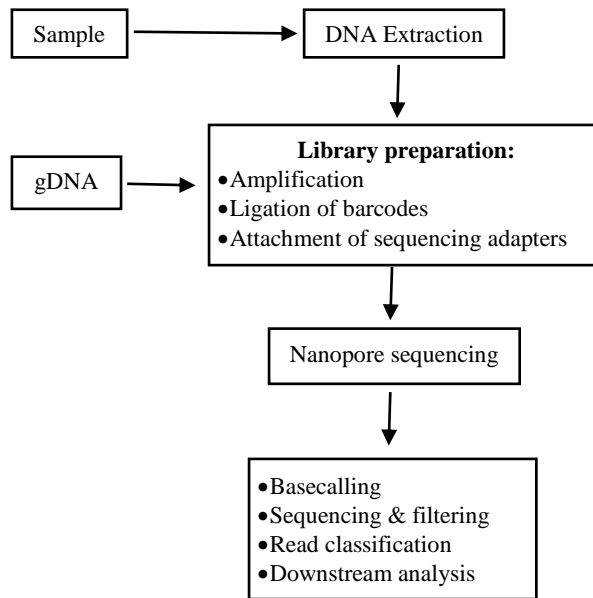 Sample
DNA Extraction
Library preparation:
•Amplification
•Ligation of barcodes
•Attachment of sequencing adapters
gDNA
Nanopore sequencing
•Basecalling
•Sequencing & filtering
•Read classification
•Downstream analysis